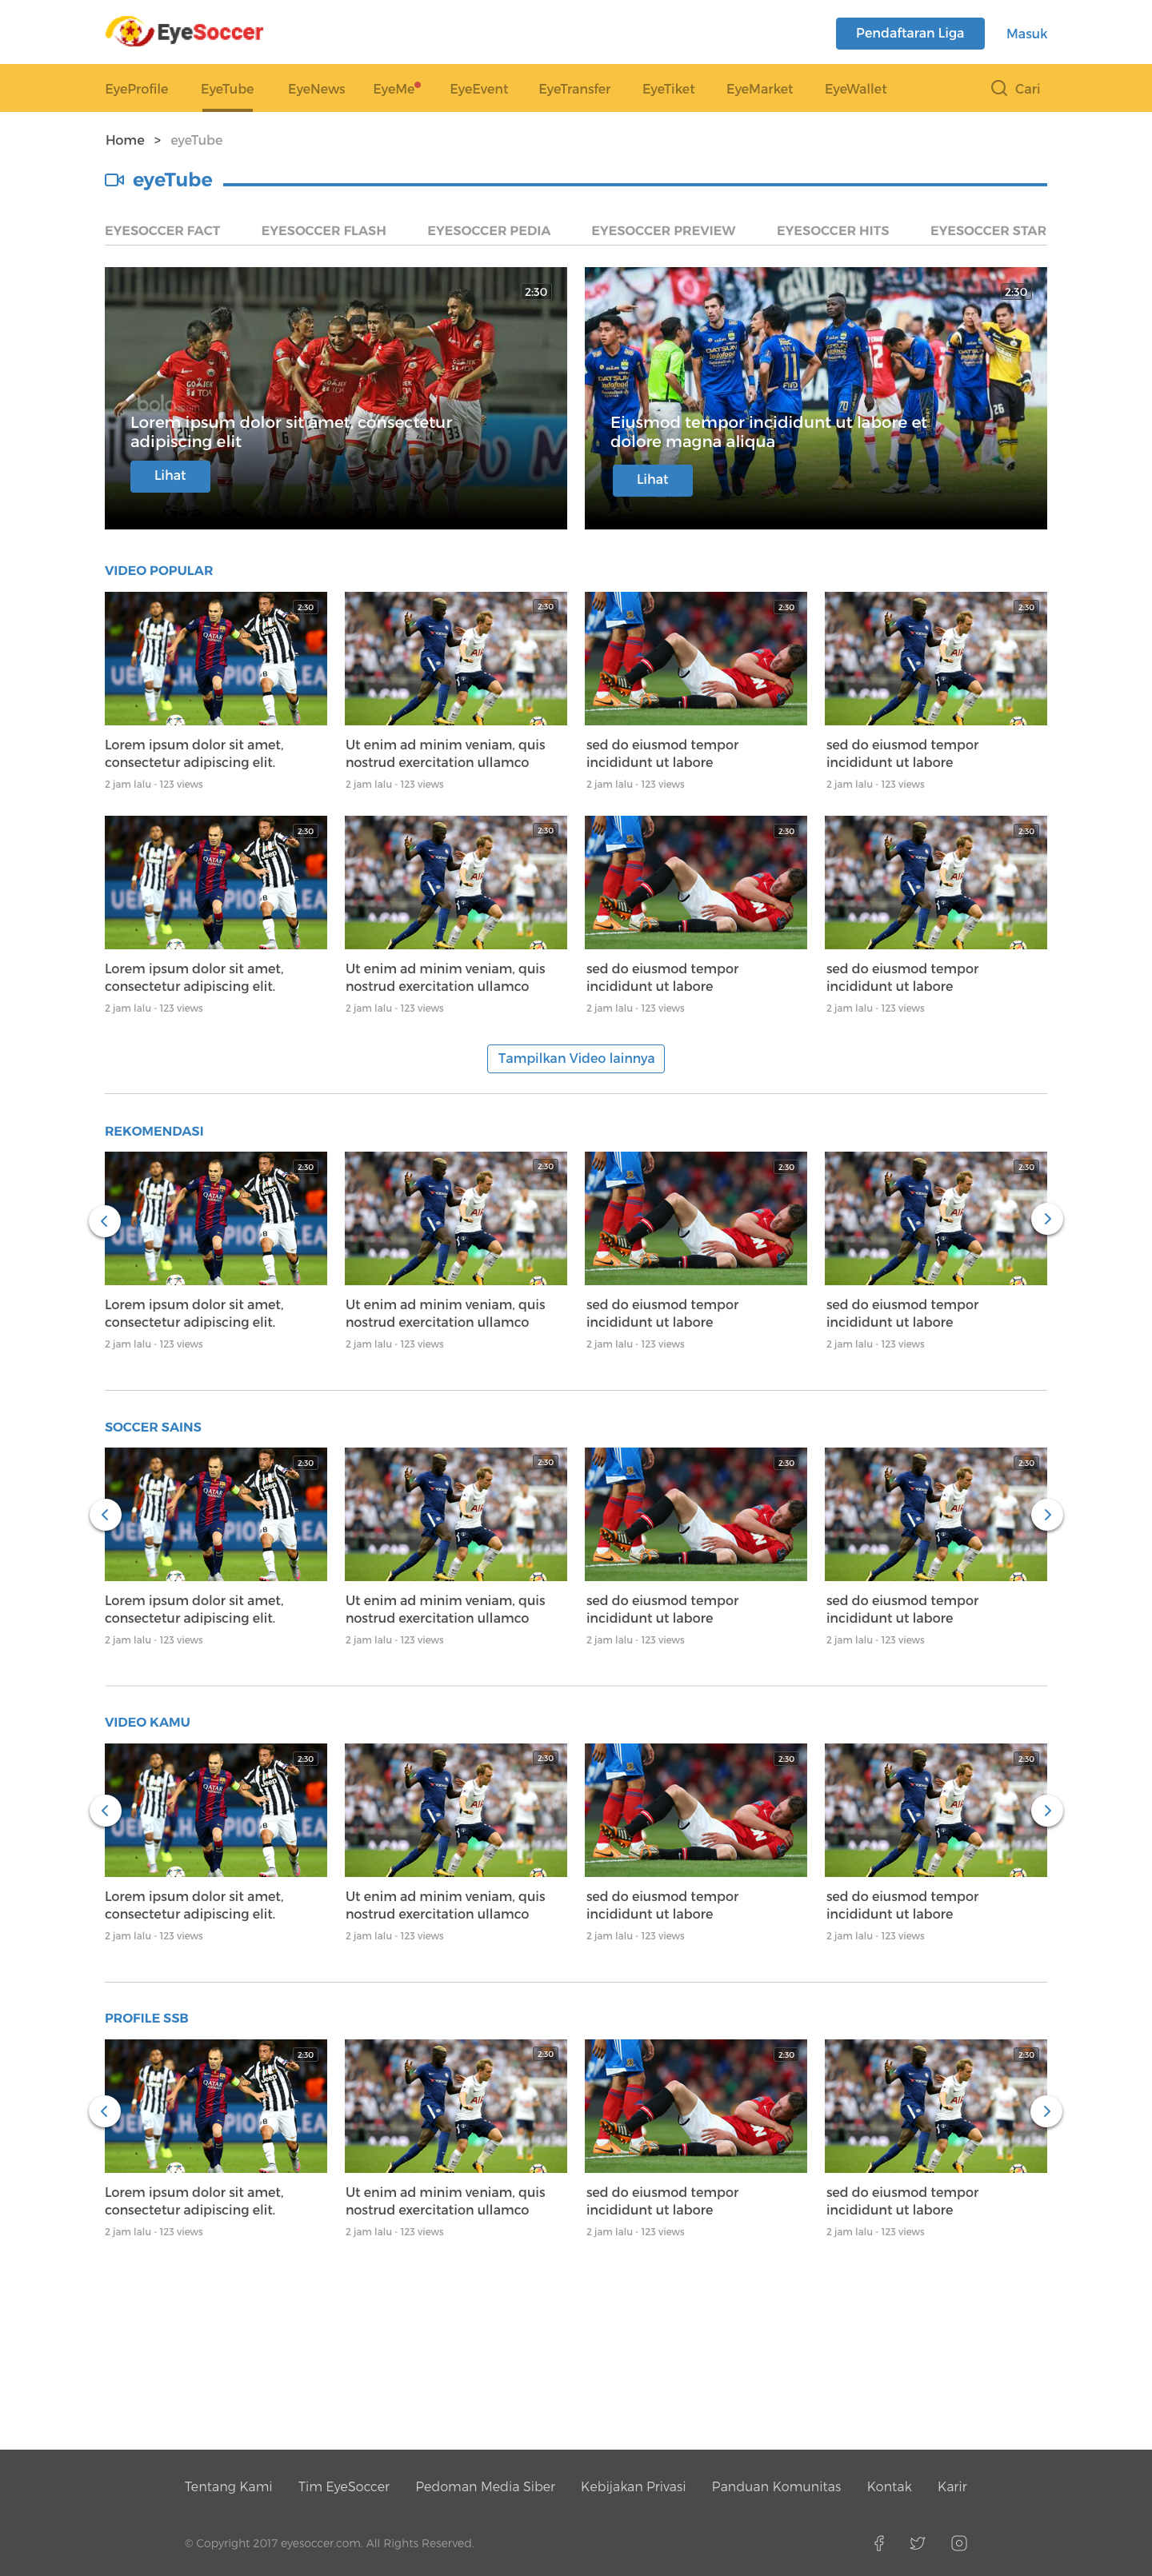 EyeSoccer
Pendaftaran Liga
Masuk
EyeProfile EyeTube EyeNews EyeMe EyeEvent EyeTransfer EyeTiket EyeMarket EyeWallet Cari
Home > eyeTube
eyeTube
EYESOCCER FACT EYESOCCER FLASH EYESOCCER PEDIA EYESOCCER PREVIEW EYESOCCER HITS EYESOCCER STAR
2:30 2:30
Lorem ipsum dolor sit amet, consectetur
adipiscing elit
Lihat
Eiusmod tempor incididunt ut labore et
dolore magna aliqua
Lihat
VIDEO POPULAR
2:30 2:30 2:30 2:30
Lorem ipsum dolor sit amet,
consectetur adipiscing elit.
2 jam lalu - 123 views
Ut enim ad minim veniam, quis
nostrud exercitation ullamco
2 jam lalu - 123 views
sed do eiusmod tempor
incididunt ut labore
2 jam lalu - 123 views
sed do eiusmod tempor
incididunt ut labore
2 jam lalu - 123 views
2:30 2:30 2:30 2:30
Lorem ipsum dolor sit amet,
consectetur adipiscing elit.
2 jam lalu - 123 views
Ut enim ad minim veniam, quis
nostrud exercitation ullamco
2 jam lalu - 123 views
sed do eiusmod tempor
incididunt ut labore
2 jam lalu - 123 views
sed do eiusmod tempor
incididunt ut labore
2 jam lalu - 123 views
Tampilkan Video lainnya
REKOMENDASI
2:30 2:30 2:30 2:30
Lorem ipsum dolor sit amet,
consectetur adipiscing elit.
2 jam lalu - 123 views
Ut enim ad minim veniam, quis
nostrud exercitation ullamco
2 jam lalu - 123 views
sed do eiusmod tempor
incididunt ut labore
2 jam lalu - 123 views
sed do eiusmod tempor
incididunt ut labore
2 jam lalu - 123 views
SOCCER SAINS
2:30 2:30 2:30 2:30
Lorem ipsum dolor sit amet,
consectetur adipiscing elit.
2 jam lalu - 123 views
Ut enim ad minim veniam, quis
nostrud exercitation ullamco
2 jam lalu - 123 views
sed do eiusmod tempor
incididunt ut labore
2 jam lalu - 123 views
sed do eiusmod tempor
incididunt ut labore
2 jam lalu - 123 views
VIDEO KAMU
2:30 2:30 2:30 2:30
Lorem ipsum dolor sit amet,
consectetur adipiscing elit.
2 jam lalu - 123 views
Ut enim ad minim veniam, quis
nostrud exercitation ullamco
2 jam lalu - 123 views
sed do eiusmod tempor
incididunt ut labore
2 jam lalu - 123 views
sed do eiusmod tempor
incididunt ut labore
2 jam lalu - 123 views
PROFILE SSB
2:30 2:30 2:30 2:30
Lorem ipsum dolor sit amet,
consectetur adipiscing elit.
2 jam lalu - 123 views
Ut enim ad minim veniam, quis
nostrud exercitation ullamco
2 jam lalu - 123 views
sed do eiusmod tempor
incididunt ut labore
2 jam lalu - 123 views
sed do eiusmod tempor
incididunt ut labore
2 jam lalu - 123 views
Tentang Kami Tim EyeSoccer Pedoman Media Siber Kebijakan Privasi Panduan Komunitas Kontak Karir
© Copyright 2017 eyesoccer.com. All Rights Reserved.